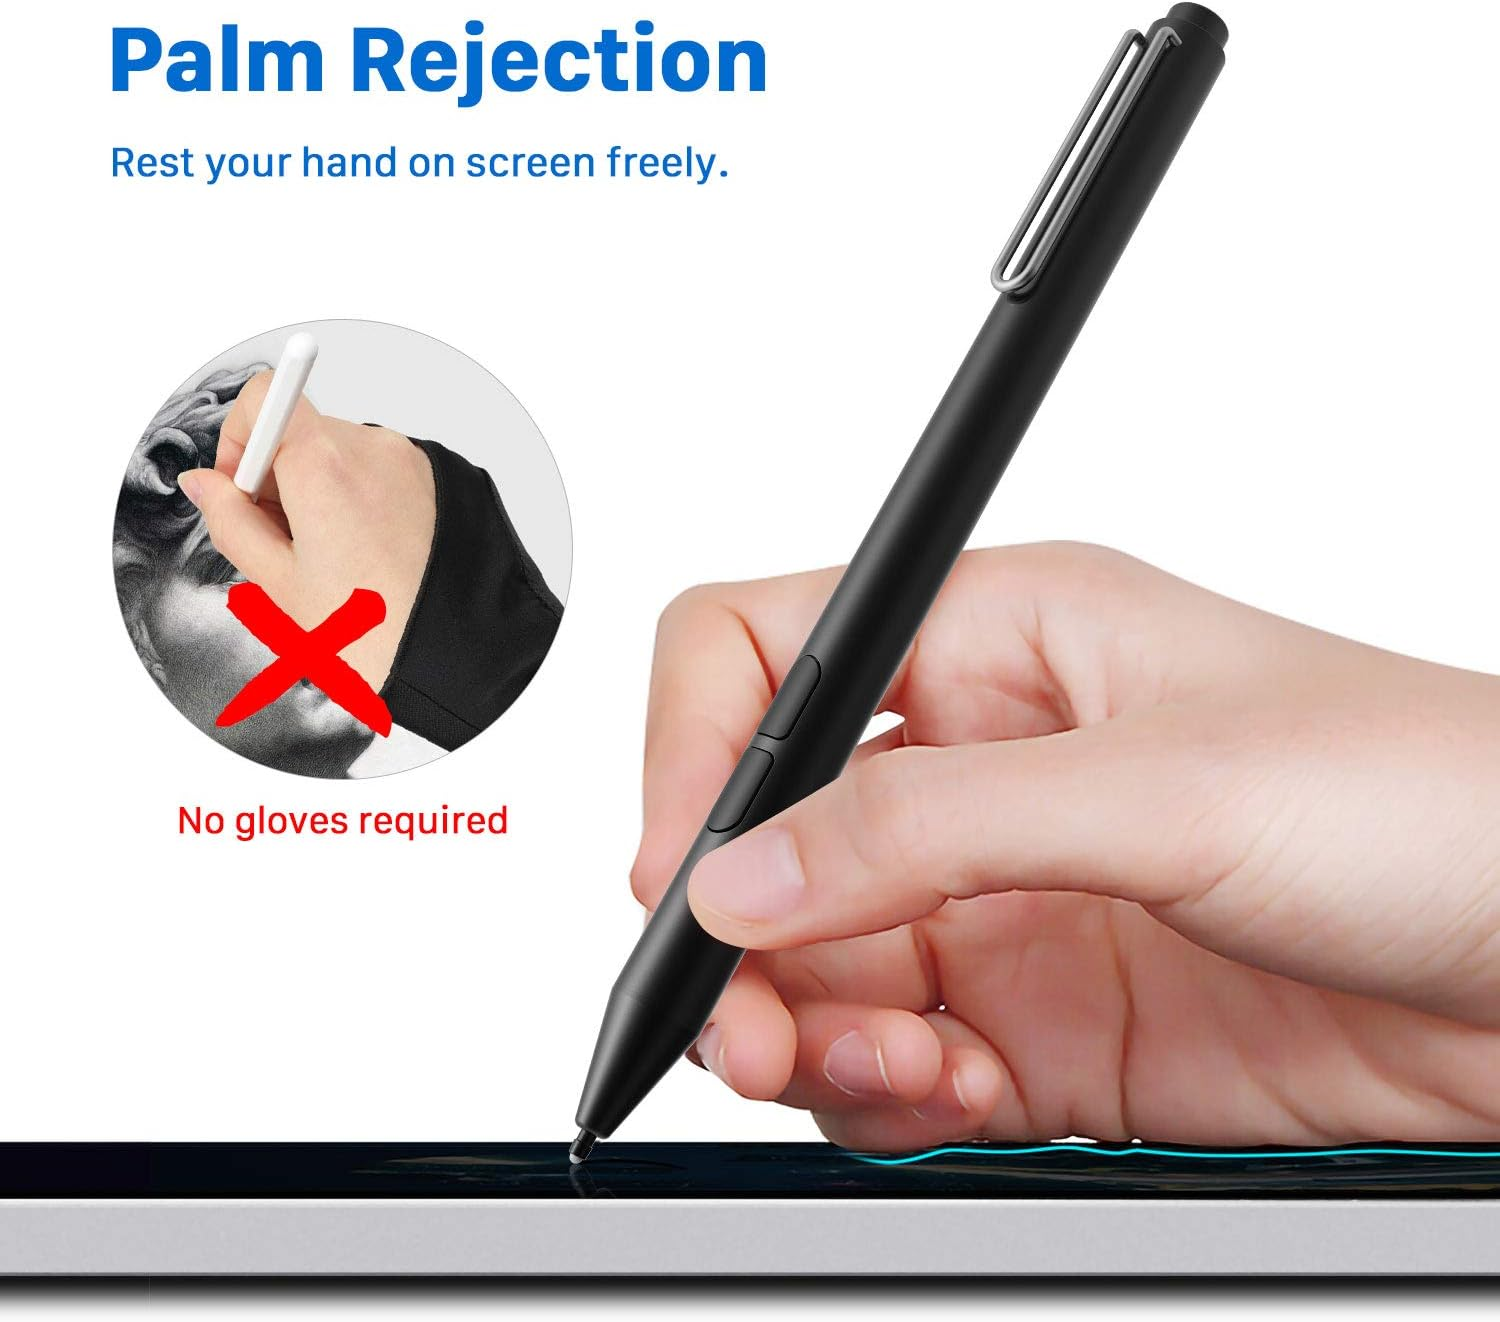 Palm Rejection
Rest your hand on screen freely.
No gloves required